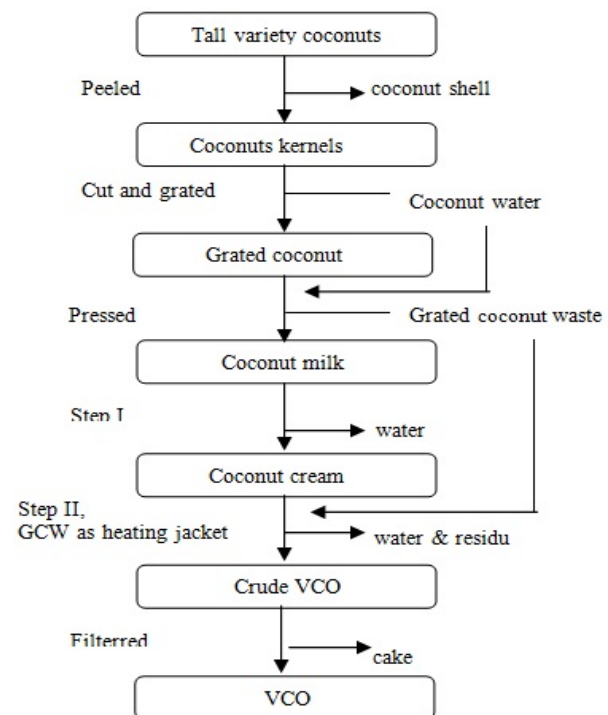 Tall variety coconuts
Peeled
coconut shell
Coconuts kernels
Cut and grated
Coconut water
Grated coconut
Pressed
Grated coconut waste
Coconut milk
Step I
water
Coconut cream
Step II,
GCW as heating jacket
water & residu
Crude VCO
Filterred
cake
VCO